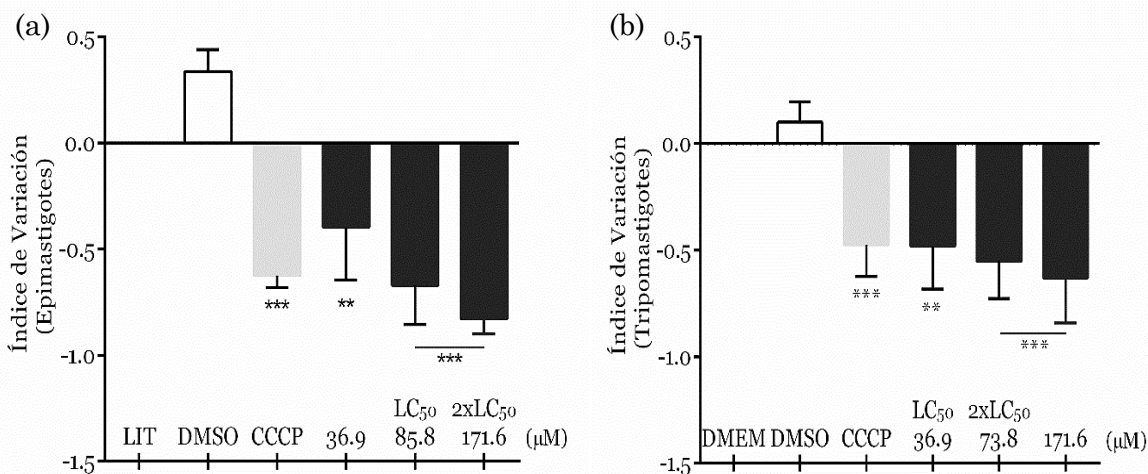 (a)
Índice de Variación
(Epimastigotes)
0.5
0.0
-0.5
-1.0
-1.5
***
**
***
LC₅₀ 2xLC₅₀
LIT DMSO CCCP 36.9 85.8 171.6 (µM)
(b)
Índice de Variación
(Tripomastigotes)
0.5
0.0
-0.5
-1.0
-1.5
***
**
***
LC₅₀ 2xLC₅₀
DMEM DMSO CCCP 36.9 73.8 171.6 (µM)